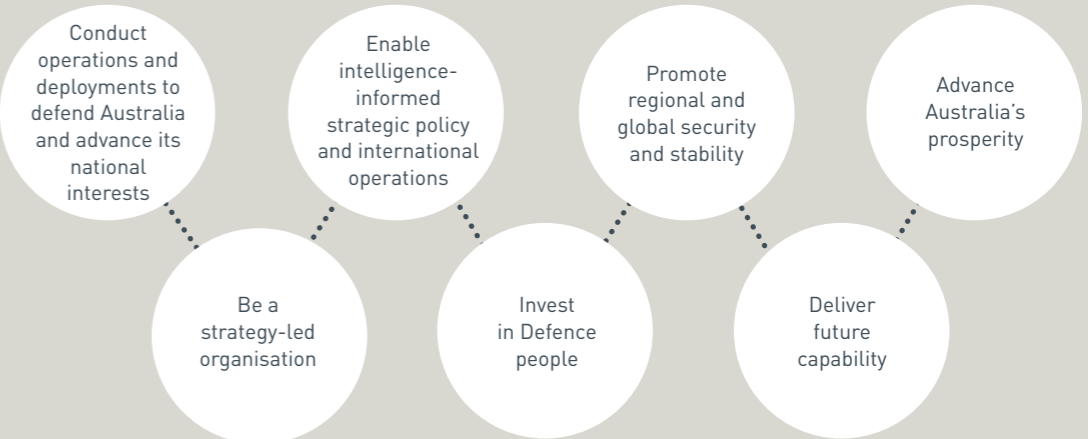 Conduct
operations and
deployments to
defend Australia
and advance its
national
interests
Be a
strategy-led
organisation
Enable
intelligence-
informed
strategic policy
and international
operations
Invest
in Defence
people
Promote
regional and
global security
and stability
Deliver
future
capability
Advance
Australia’s
prosperity